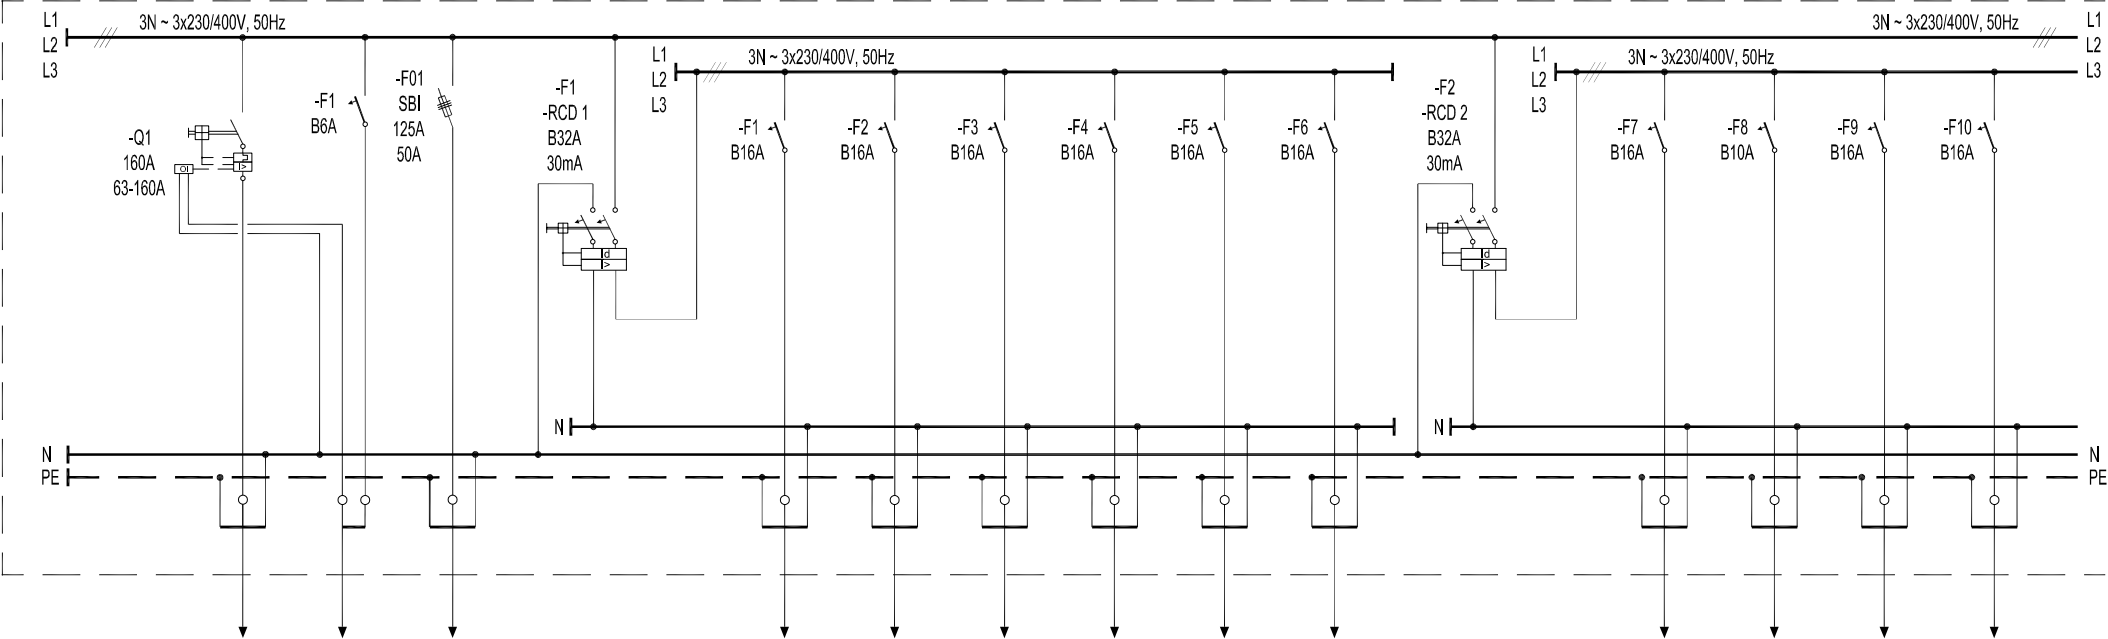 L1
L2
L3
3N ~ 3x230/400V, 50Hz
3N ~ 3x230/400V, 50Hz
L1
L2
L3
-Q1
160A
63-160A
-F1
B6A
-F01
SBI
125A
50A
-F1
-RCD 1
B32A
30mA
L1
L2
L3
3N ~ 3x230/400V, 50Hz
-F1
B16A
-F2
B16A
-F3
B16A
-F4
B16A
-F5
B16A
-F6
B16A
-F2
-RCD 2
B32A
30mA
L1
L2
L3
3N ~ 3x230/400V, 50Hz
-F7
B16A
-F8
B10A
-F9
B16A
-F10
B16A
Id
I>
Id
I>
N
N
N
PE
N
PE